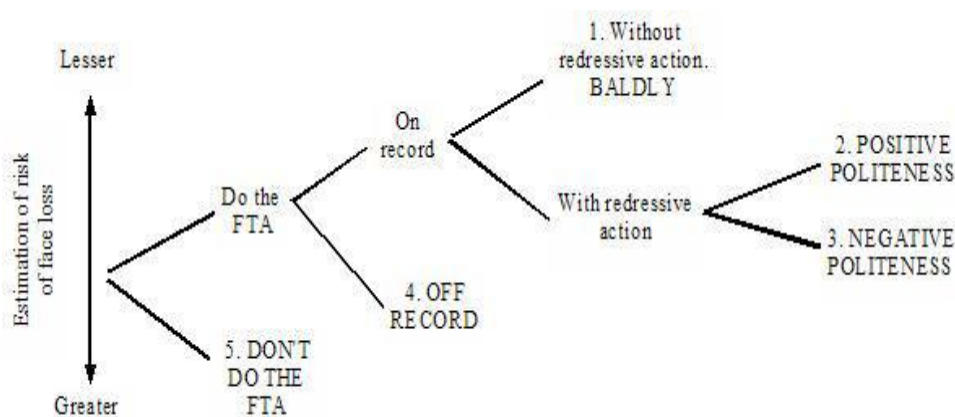 Lesser
Estimation of risk
of face loss
Greater
Do the
FTA
5. DON'T
DO THE
FTA
On
record
4. OFF
RECORD
1. Without
redressive action.
BALDLY
With redressive
action
2. POSITIVE
POLITENESS
3. NEGATIVE
POLITENESS